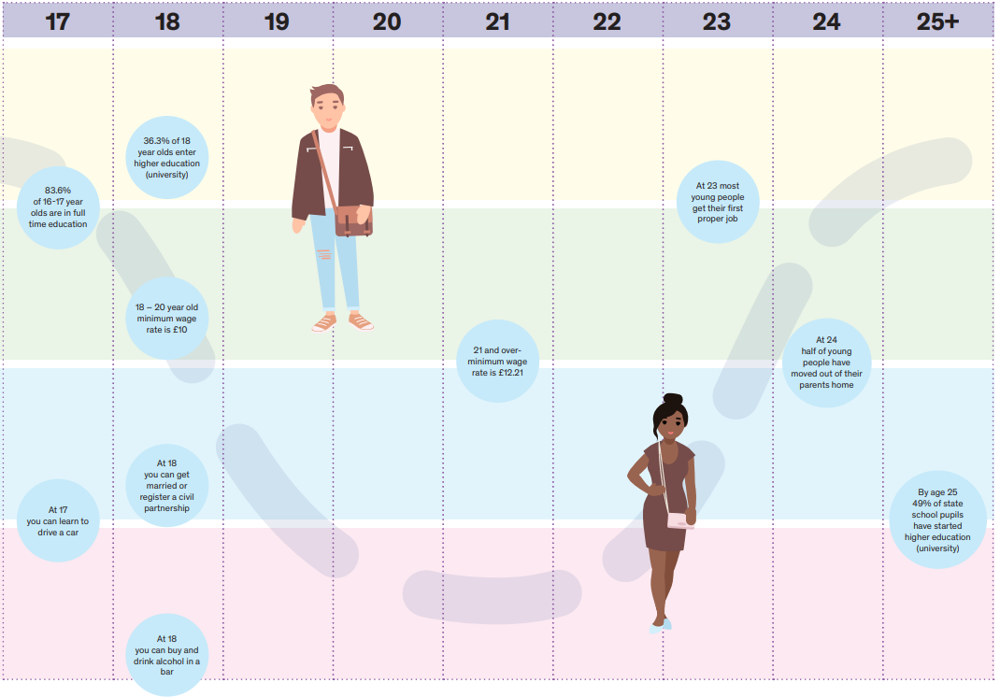 17 18 19 20 21 22 23 24 25+
36.3% of 18
year olds enter
higher education
(university)
83.6%
of 16-17 year
olds are in full
time education
At 23 most
young people
get their first
proper job
18 – 20 year old
minimum wage
rate is £10
21 and over-
minimum wage
rate is £12.21
At 24
half of young
people have
moved out of their
parents home
At 18
you can get
married or
register a civil
partnership
At 17
you can learn to
drive a car
By age 25
49% of state
school pupils
have started
higher education
(university)
At 18
you can buy and
drink alcohol in a
bar